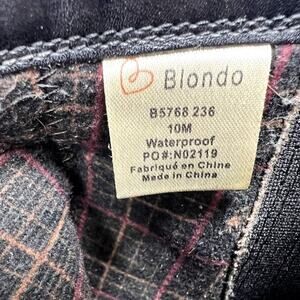 Blondo
B5768 236
10M
Waterproof
PO#:N02119
Fabriqué en Chine
Made in China